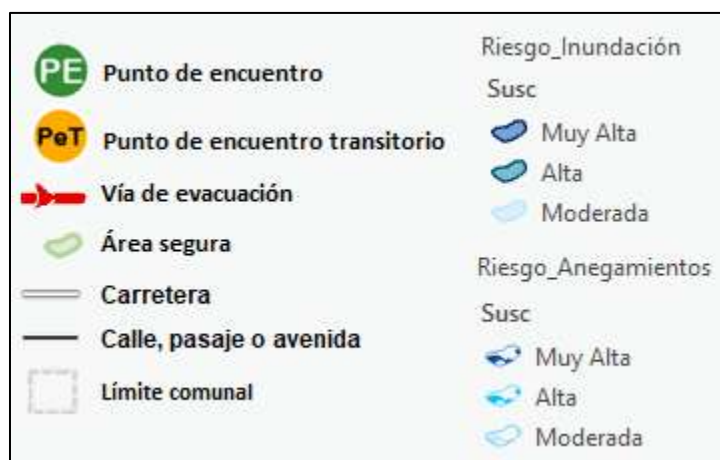 PE Punto de encuentro
PeT Punto de encuentro transitorio
Vía de evacuación
Área segura
Carretera
Calle, pasaje o avenida
Límite comunal
Riesgo_Inundación
Susc
Muy Alta
Alta
Moderada
Riesgo_Anegamientos
Susc
Muy Alta
Alta
Moderada